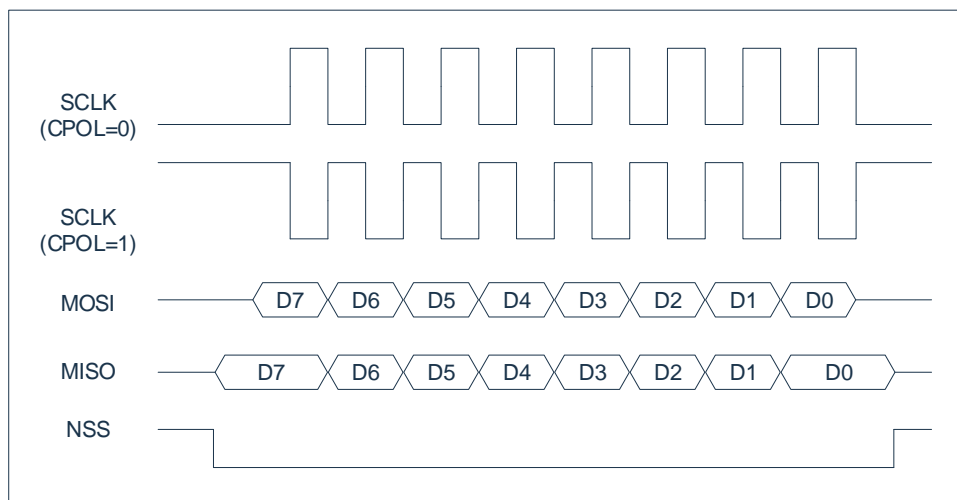 SCLK
(CPOL=0)
SCLK
(CPOL=1)
MOSI D7 D6 D5 D4 D3 D2 D1 D0
MISO D7 D6 D5 D4 D3 D2 D1 D0
NSS